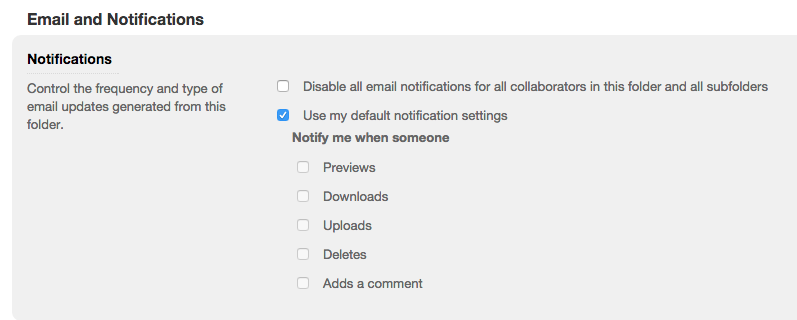 Email and Notifications
Notifications
Control the frequency and type of
email updates generated from this
folder.
Disable all email notifications for all collaborators in this folder and all subfolders
Use my default notification settings
Notify me when someone
Previews
Downloads
Uploads
Deletes
Adds a comment